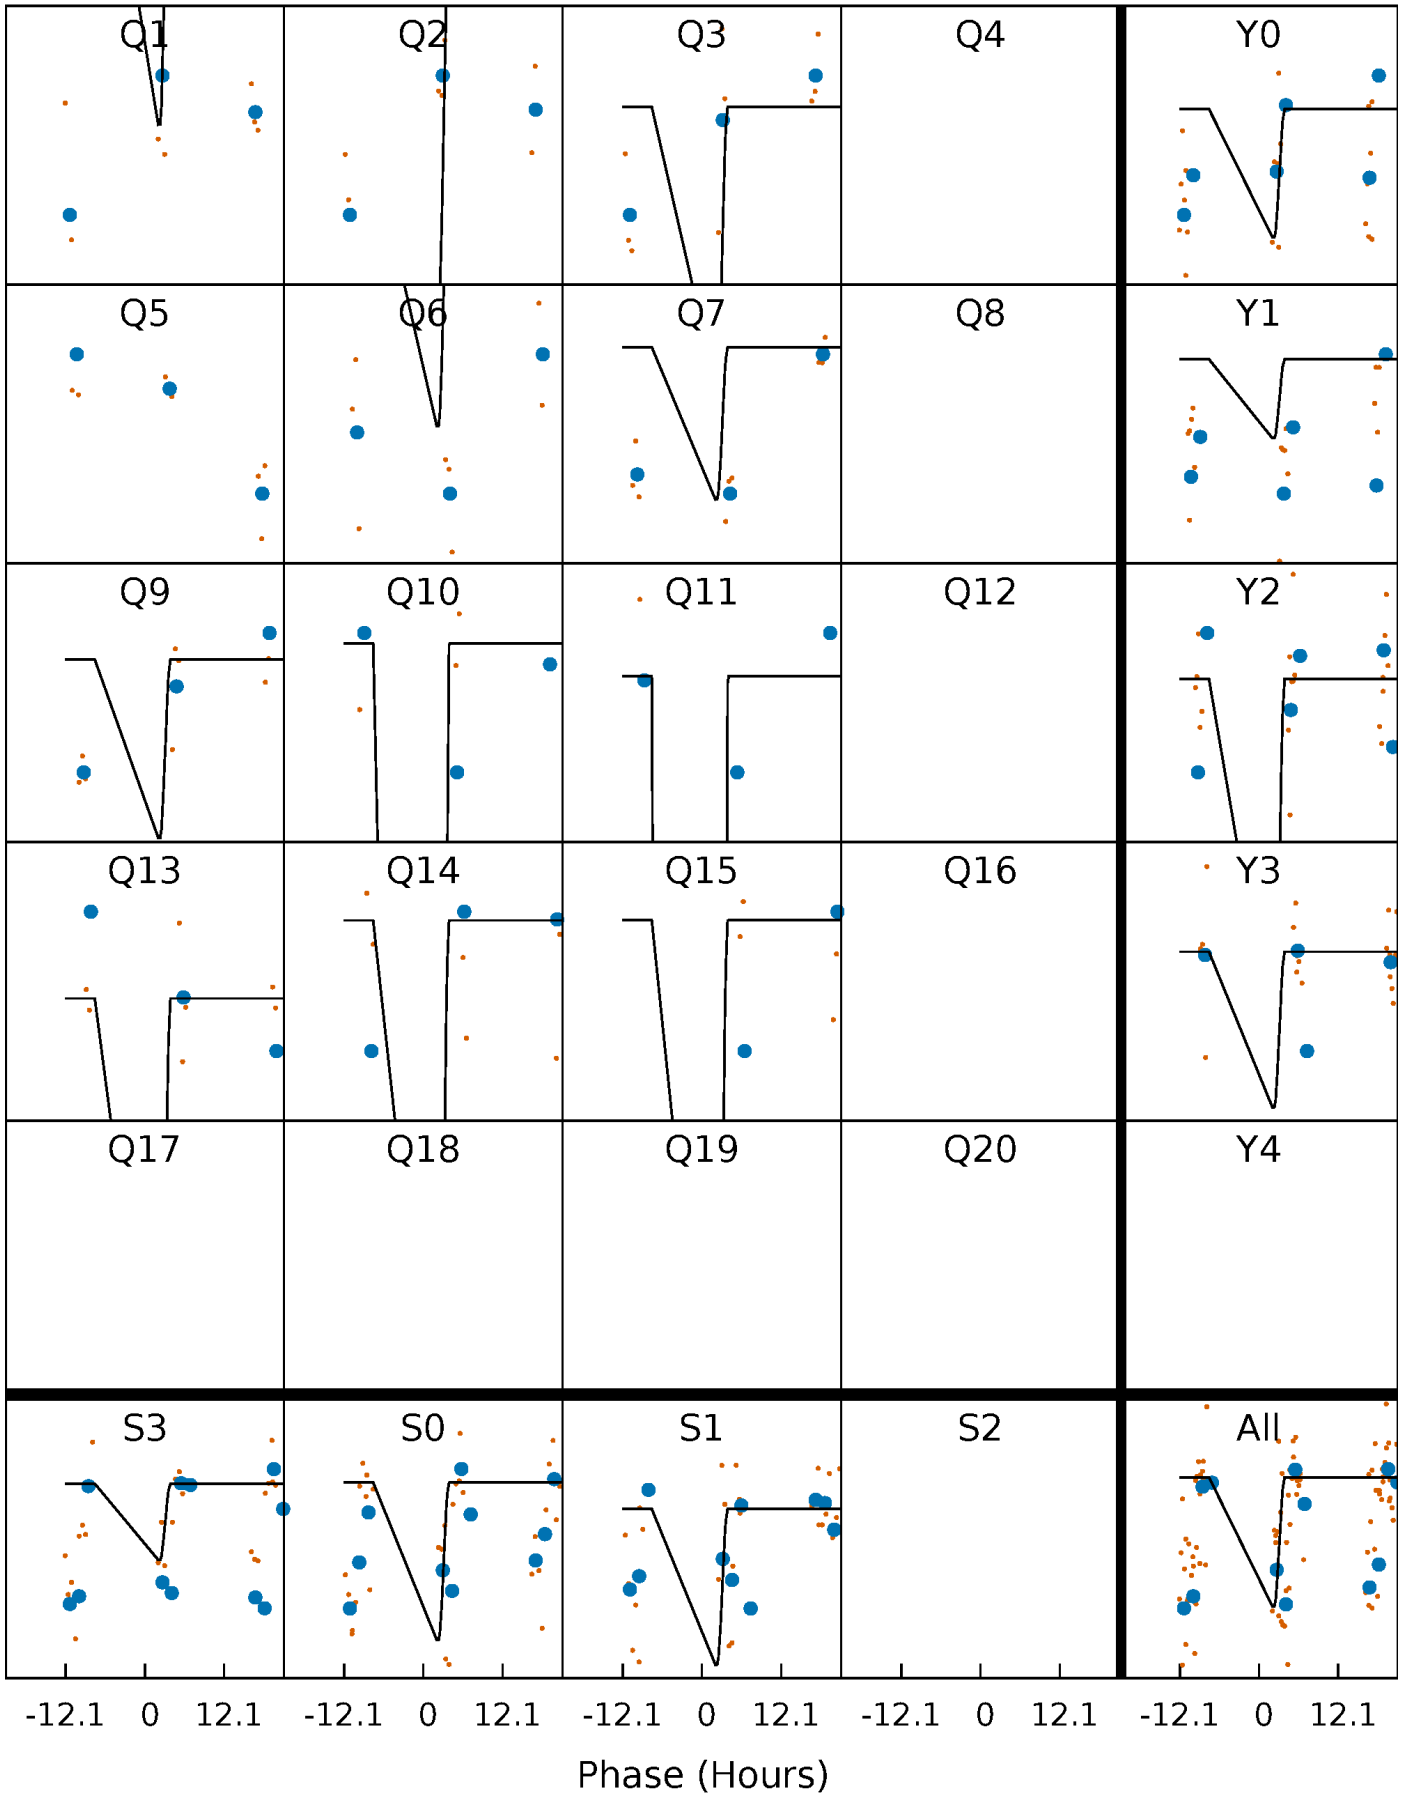 Q1 Q2 Q3 Q4 Y0
Q5 Q6 Q7 Q8 Y1
Q9 Q10 Q11 Q12 Y2
Q13 Q14 Q15 Q16 Y3
Q17 Q18 Q19 Q20 Y4
S3 S0 S1 S2 All
-12.1 0 12.1 -12.1 0 12.1 -12.1 0 12.1 -12.1 0 12.1 -12.1 0 12.1
Phase (Hours)